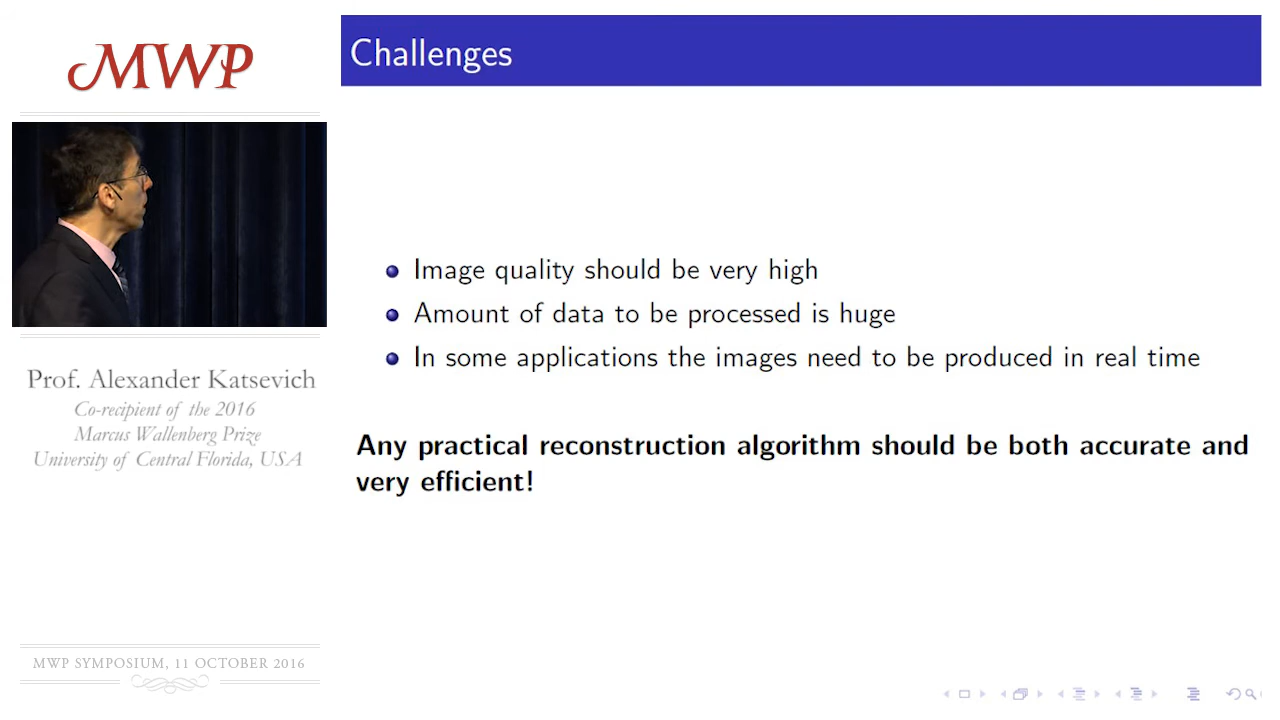 MWP
Challenges
Image quality should be very high
Amount of data to be processed is huge
In some applications the images need to be produced in real time
Any practical reconstruction algorithm should be both accurate and
very efficient!
Prof. Alexander Katsevich
Co-recipient of the 2016
Marcus Wallenberg Prize
University of Central Florida, USA
MWP SYMPOSIUM, 11 OCTOBER 2016